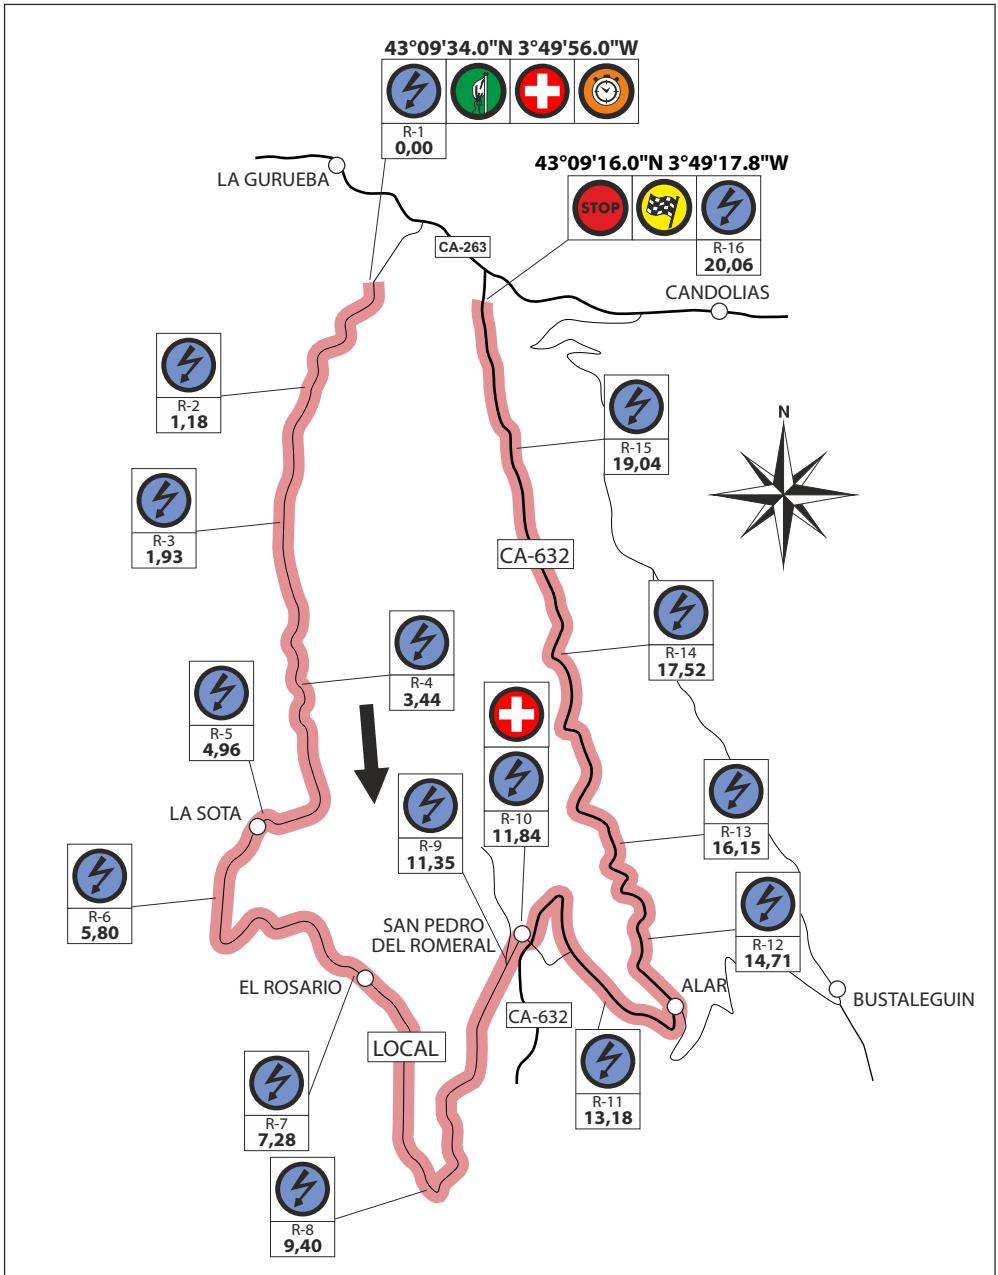 43°09'34.0"N 3°49'56.0"W
R-1
0,00
LA GURUEBA
43°09'16.0"N 3°49'17.8"W
STOP
R-16
20,06
CA-263
CANDOLIAS
R-2
1,18
R-15
19,04
N
R-3
1,93
CA-632
R-4
3,44
R-14
17,52
R-5
4,96
LA SOTA
R-9
11,35
R-10
11,84
R-13
16,15
R-6
5,80
SAN PEDRO
DEL ROMERAL
R-12
14,71
EL ROSARIO
ALAR
BUSTALEGUIN
CA-632
LOCAL
R-11
13,18
R-7
7,28
R-8
9,40